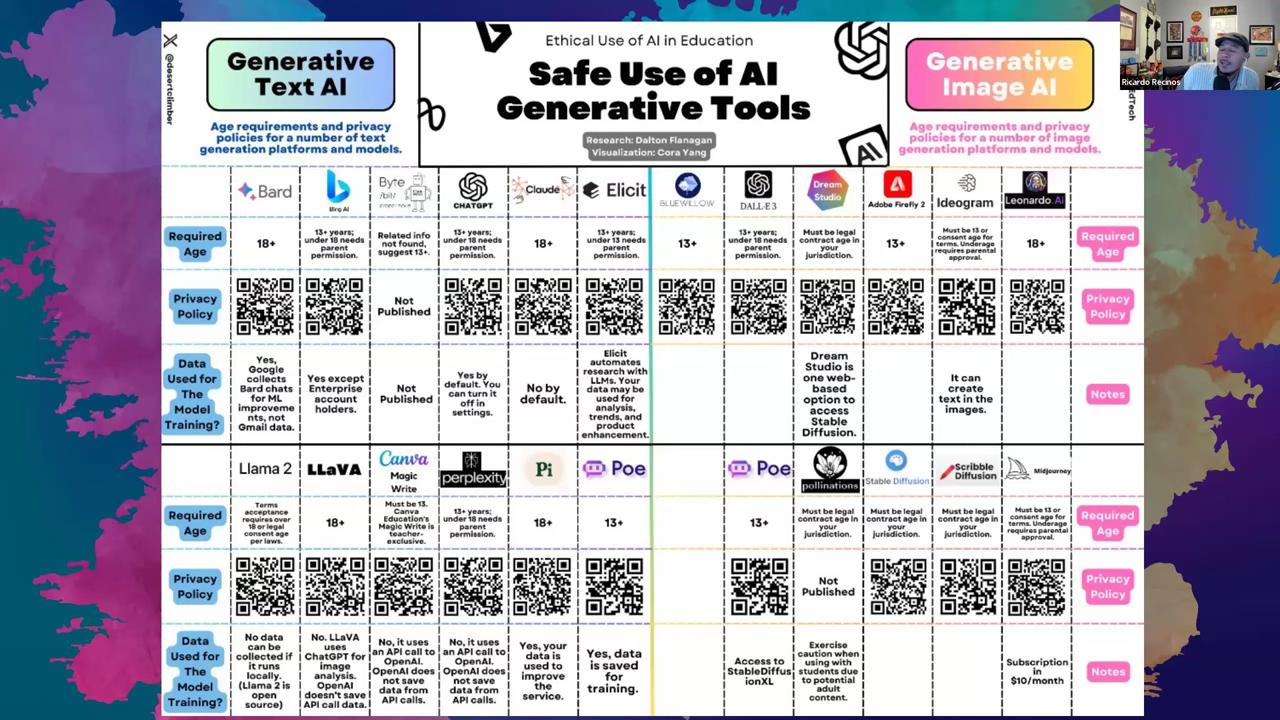 @desertclimber
Generative
Text AI
Age requirements and privacy
policies for a number of text
generation platforms and models.
Ethical Use of AI in Education
Safe Use of AI
Generative Tools
Research: Dalton Flanagan
Visualization: Cora Yang
Generative
Image AI
Age requirements and privacy
policies for a number of image
generation platforms and models.
Ricardo Recinos
EdTech
Bard
Bing AI
Byte
/bit/
CHATGPT
Claude
Elicit
BLUEWILLOW
DALL·E 3
Dream
Studio
Adobe Firefly 2
Ideogram
Leonardo.Ai
Required
Age
18+
13+ years;
under 18 needs
parent
permission.
Related info
not found,
suggest 13+.
13+ years;
under 18 needs
parent
permission.
18+
13+ years;
under 13 needs
parent
permission.
13+
13+ years;
under 18 needs
parent
permission.
Must be legal
contract age in
your
jurisdiction.
13+
Must be 13 or
consent age for
terms. Underage
requires parental
approval.
18+
Required
Age
Privacy
Policy
Not
Published
Privacy
Policy
Data
Used for
The
Model
Training?
Yes,
Google
collects
Bard chats
for ML
improveme
nts, not
Gmail data.
Yes except
Enterprise
account
holders.
Not
Published
Yes by
default. You
can turn it
off in
settings.
No by
default.
Elicit
automates
research with
LLMs. Your
data may be
used for
analysis,
trends, and
product
enhancement.
Dream
Studio is
one web-
based
option to
access
Stable
Diffusion.
It can
create
text in the
images.
Notes
Llama 2
LLaVA
Canva
Magic
Write
perplexity
Pi
Poe
Poe
pollinations
Stable Diffusion
Scribble
Diffusion
Midjourney
Required
Age
Terms
acceptance
requires over
18 or legal
consent age
per laws.
18+
Must be 13.
Canva
Education's
Magic Write is
teacher-
exclusive.
13+ years;
under 18 needs
parent
permission.
18+
13+
13+
Must be legal
contract age in
your
jurisdiction.
Must be legal
contract age in
your
jurisdiction.
Must be legal
contract age in
your
jurisdiction.
Must be 13 or
consent age for
terms. Underage
requires parental
approval.
Required
Age
Privacy
Policy
Not
Published
Privacy
Policy
Data
Used for
The
Model
Training?
No data
can be
collected if
it runs
locally.
(Llama 2 is
open
source)
No. LLaVA
uses
ChatGPT for
image
analysis.
OpenAI
doesn't save
API call data.
No, it uses
an API call to
OpenAI.
OpenAI does
not save
data from
API calls.
No, it uses
an API call to
OpenAI.
OpenAI does
not save
data from
API calls.
Yes, your
data is
used to
improve
the
service.
Yes, data
is saved
for
training.
Access to
StableDiffus
ionXL
Exercise
caution when
using with
students due to
potential
adult
content.
Subscription
in
$10/month
Notes